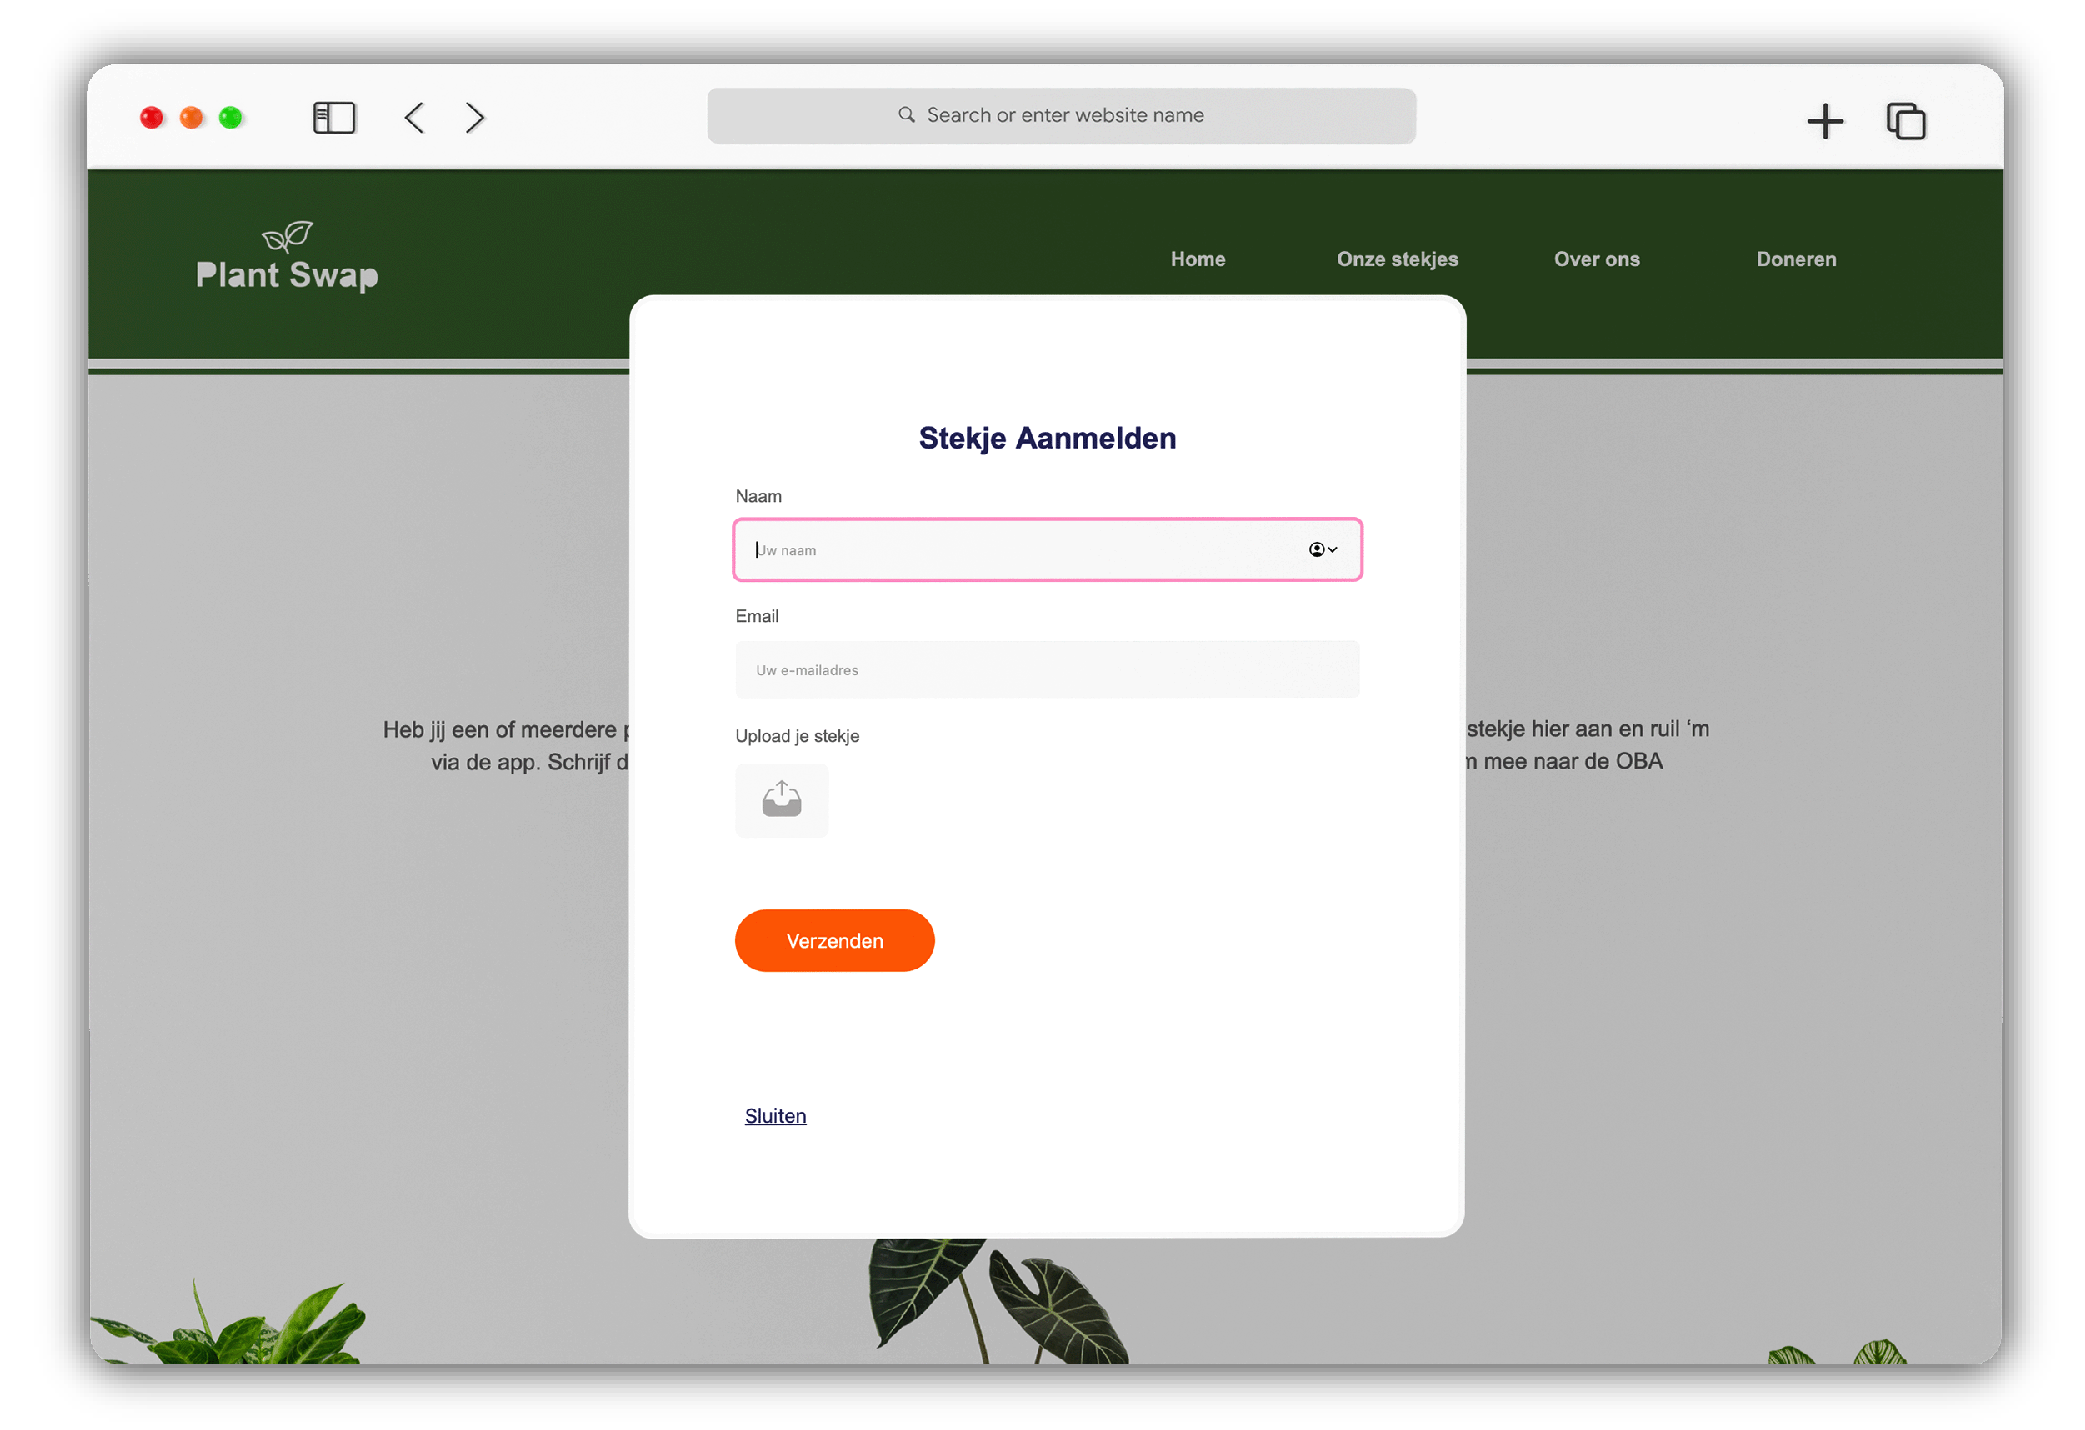 Search or enter website name
Plant Swap
Home
Onze stekjes
Over ons
Doneren
Stekje Aanmelden
Naam
Uw naam
Email
Uw e-mailadres
Upload je stekje
Heb jij een of meerdere
stekje hier aan en ruil ‘m
via de app. Schrijf
mee naar de OBA
Verzenden
Sluiten